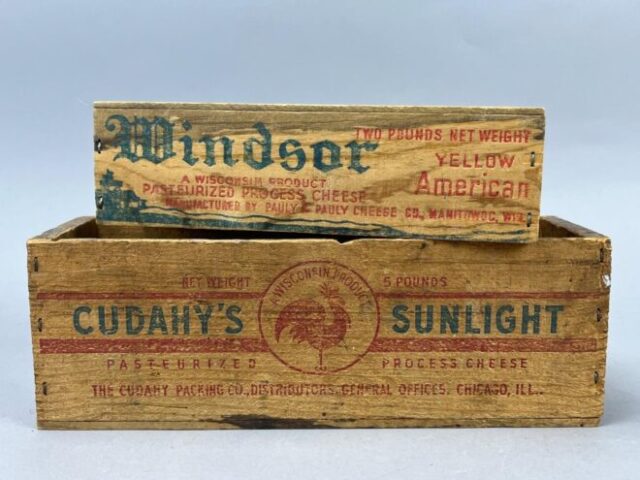 Windsor
TWO POUNDS NET WEIGHT
YELLOW
American
A WISCONSIN PRODUCT
PASTEURIZED PROCESS CHEESE
MANUFACTURED BY PAULY & PAULY CHEESE CO., MANITOWOC, WIS.
NET WEIGHT 5 POUNDS
A WISCONSIN PRODUCT
CUDAHY'S SUNLIGHT
PASTEURIZED PROCESS CHEESE
THE CUDAHY PACKING CO., DISTRIBUTORS, GENERAL OFFICES, CHICAGO, ILL.